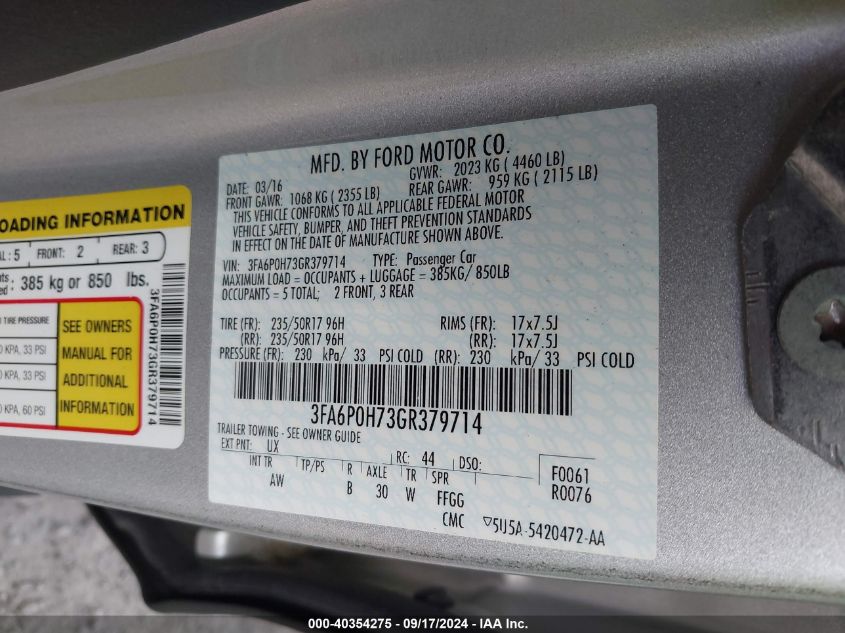 OADING INFORMATION
AL : 5 FRONT: 2 REAR: 3
385 kg or 850 lbs.
TIRE PRESSURE
SEE OWNERS
MANUAL FOR
ADDITIONAL
INFORMATION
KPA, 33 PSI
KPA, 33 PSI
KPA, 60 PSI
3FA6P0H73GR379714
MFD. BY FORD MOTOR CO.
DATE: 03/16 GVWR: 2023 KG ( 4460 LB)
FRONT GAWR: 1068 KG ( 2355 LB) REAR GAWR: 959 KG ( 2115 LB)
THIS VEHICLE CONFORMS TO ALL APPLICABLE FEDERAL MOTOR
VEHICLE SAFETY, BUMPER, AND THEFT PREVENTION STANDARDS
IN EFFECT ON THE DATE OF MANUFACTURE SHOWN ABOVE.
VIN: 3FA6P0H73GR379714 TYPE: Passenger Car
MAXIMUM LOAD = OCCUPANTS + LUGGAGE = 385KG/ 850LB
OCCUPANTS = 5 TOTAL; 2 FRONT, 3 REAR
TIRE (FR): 235/50R17 96H RIMS (FR): 17x7.5J
(RR): 235/50R17 96H (RR): 17x7.5J
PRESSURE (FR): 230 kPa/ 33 PSI COLD (RR): 230 kPa/ 33 PSI COLD
3FA6P0H73GR379714
TRAILER TOWING - SEE OWNER GUIDE
EXT PNT: UX RC: 44 DSO:
INT TR TP/PS R AXLE TR SPR F0061
AW B 30 W FFGG R0076
CMC ▽5U5A-5420472-AA
000-40354275 - 09/17/2024 - IAA Inc.